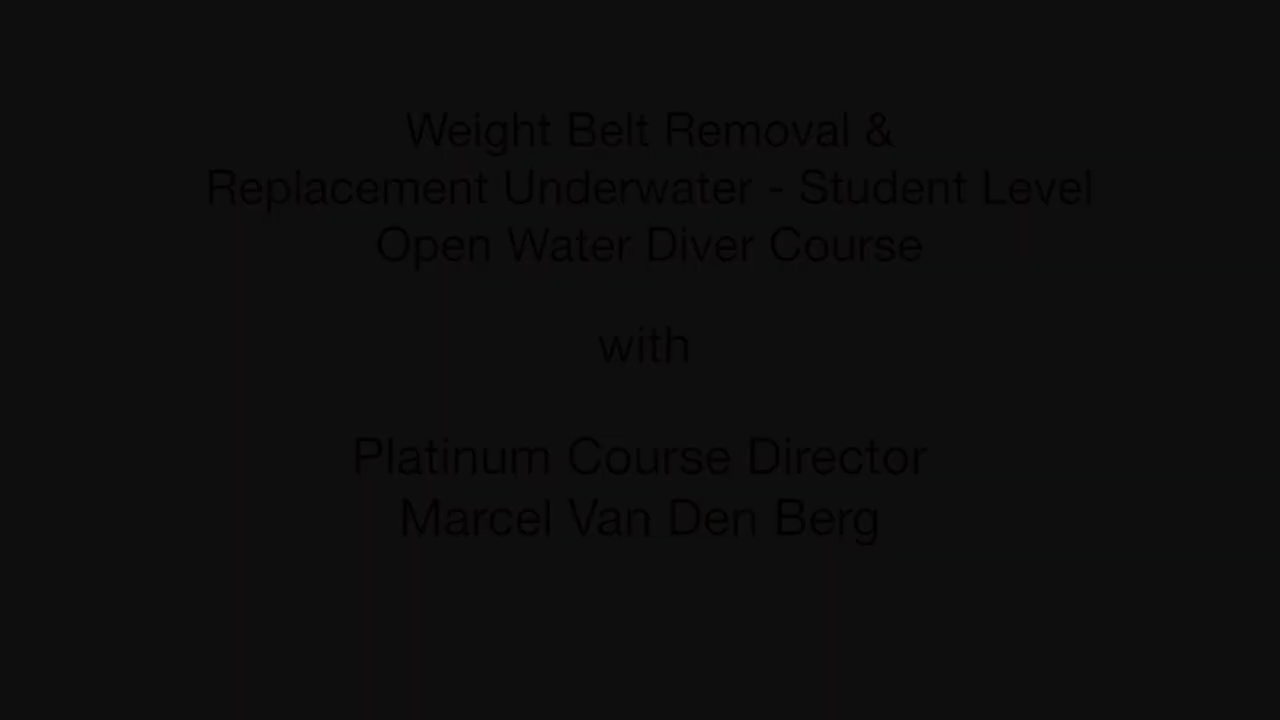 Weight Belt Removal &
Replacement Underwater - Student Level
Open Water Diver Course
with
Platinum Course Director
Marcel Van Den Berg